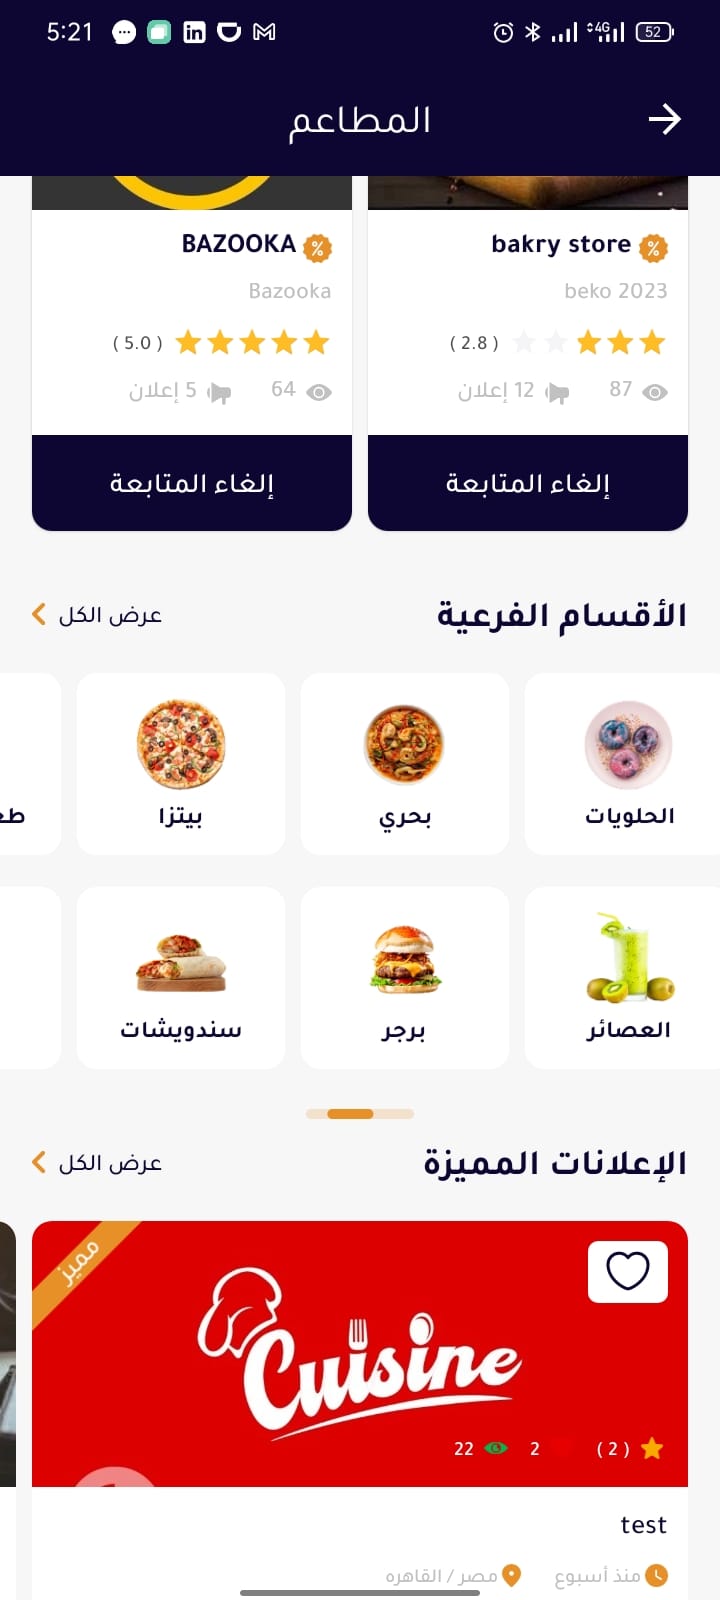 5:21
4G 52
المطاعم
bakry store
beko 2023
( 2.8 )
87 12 إعلان
إلغاء المتابعة
BAZOOKA
Bazooka
( 5.0 )
64 5 إعلان
إلغاء المتابعة
الأقسام الفرعية
عرض الكل
الحلويات
بحري
بيتزا
العصائر
برجر
سندويشات
الإعلانات المميزة
عرض الكل
مميز
Cuisine
( 2 ) 2 22
test
منذ أسبوع
مصر / القاهره